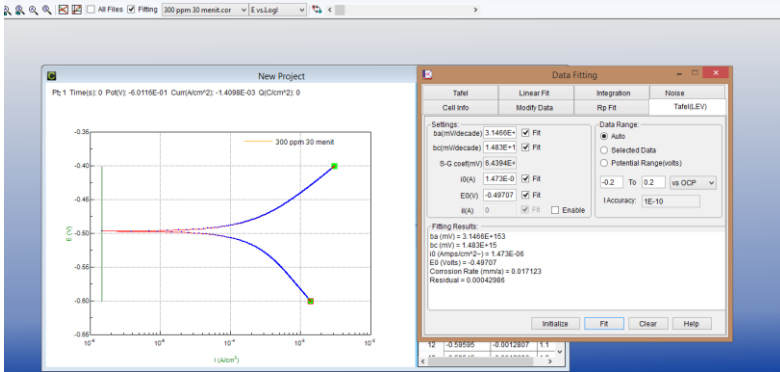 All Files Fitting 300 ppm 30 menit.cor E vs.LogI
New Project
Pt: 1 Time(s): 0 Pot(V): -6.0116E-01 Curr(A/cm^2): -1.4098E-03 Q(C/cm^2): 0
300 ppm 30 menit
-0.35
-0.40
-0.45
-0.50
-0.55
-0.60
-0.65
E (V)
I (A/cm²)
12 -0.59595 -0.0012807 1.1
Data Fitting
Tafel Linear Fit Integration Noise
Cell Info Modify Data Rp Fit Tafel(LEV)
Settings:
ba(mV/decade) 3.1466E+ Fit
bc(mV/decade) 1.483E+1 Fit
S-G coef(mV) 6.4394E+
i0(A) 1.473E-0 Fit
E0(V) -0.49707 Fit
il(A) 0 Fit Enable
Data Range:
Auto
Selected Data
Potential Range(volts)
-0.2 To 0.2 vs OCP
I Accuracy: 1E-10
Fitting Results:
ba (mV) = 3.1466E+153
bc (mV) = 1.483E+15
i0 (Amps/cm^2~) = 1.473E-06
E0 (Volts) = -0.49707
Corrosion Rate (mm/a) = 0.017123
Residual = 0.00042986
Initialize Fit Clear Help